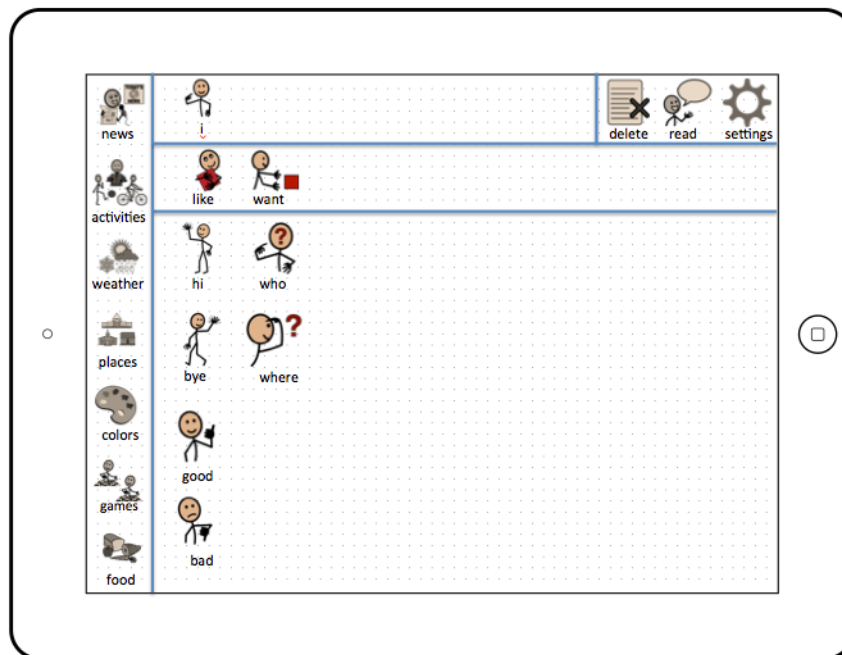 news
activities
weather
places
colors
games
food
i
delete read settings
like want
hi who
bye where
good
bad